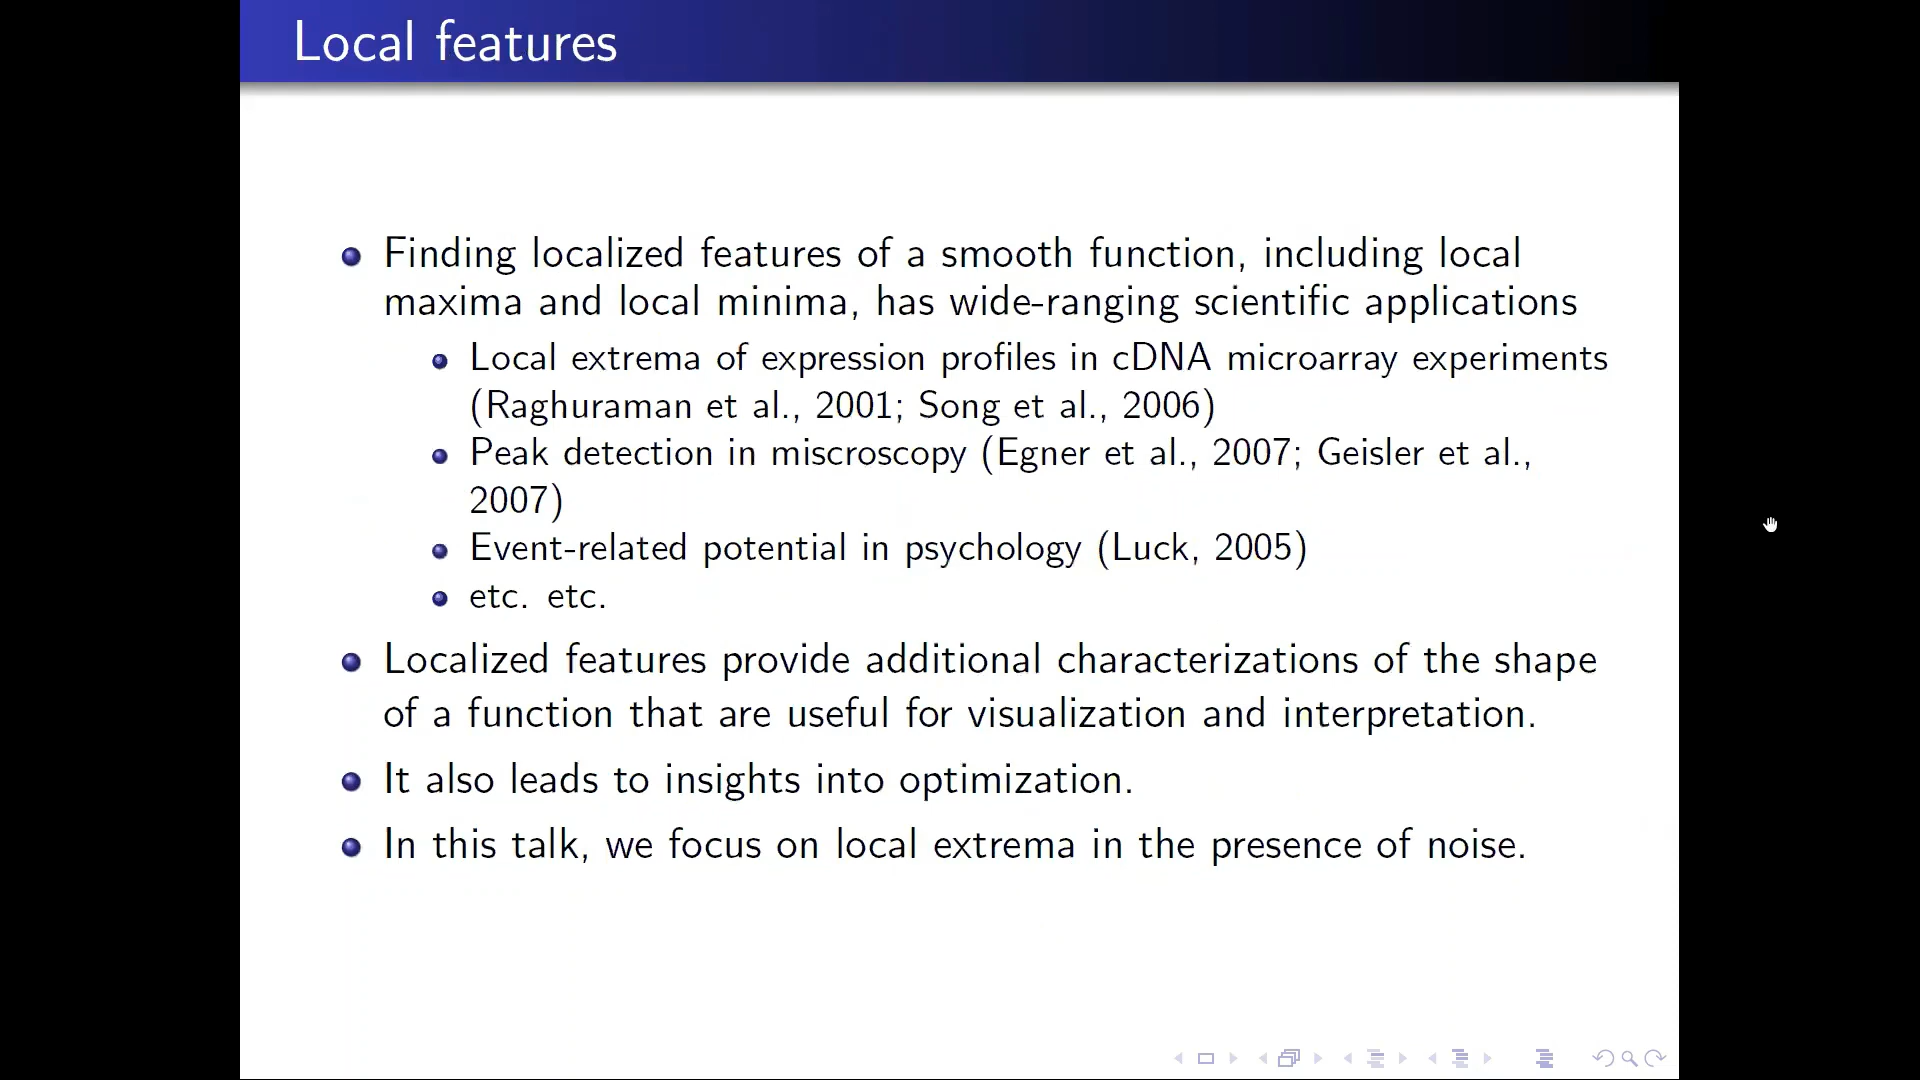 Local features
Finding localized features of a smooth function, including local
maxima and local minima, has wide-ranging scientific applications
Local extrema of expression profiles in cDNA microarray experiments
(Raghuraman et al., 2001; Song et al., 2006)
Peak detection in miscroscopy (Egner et al., 2007; Geisler et al.,
2007)
Event-related potential in psychology (Luck, 2005)
etc. etc.
Localized features provide additional characterizations of the shape
of a function that are useful for visualization and interpretation.
It also leads to insights into optimization.
In this talk, we focus on local extrema in the presence of noise.